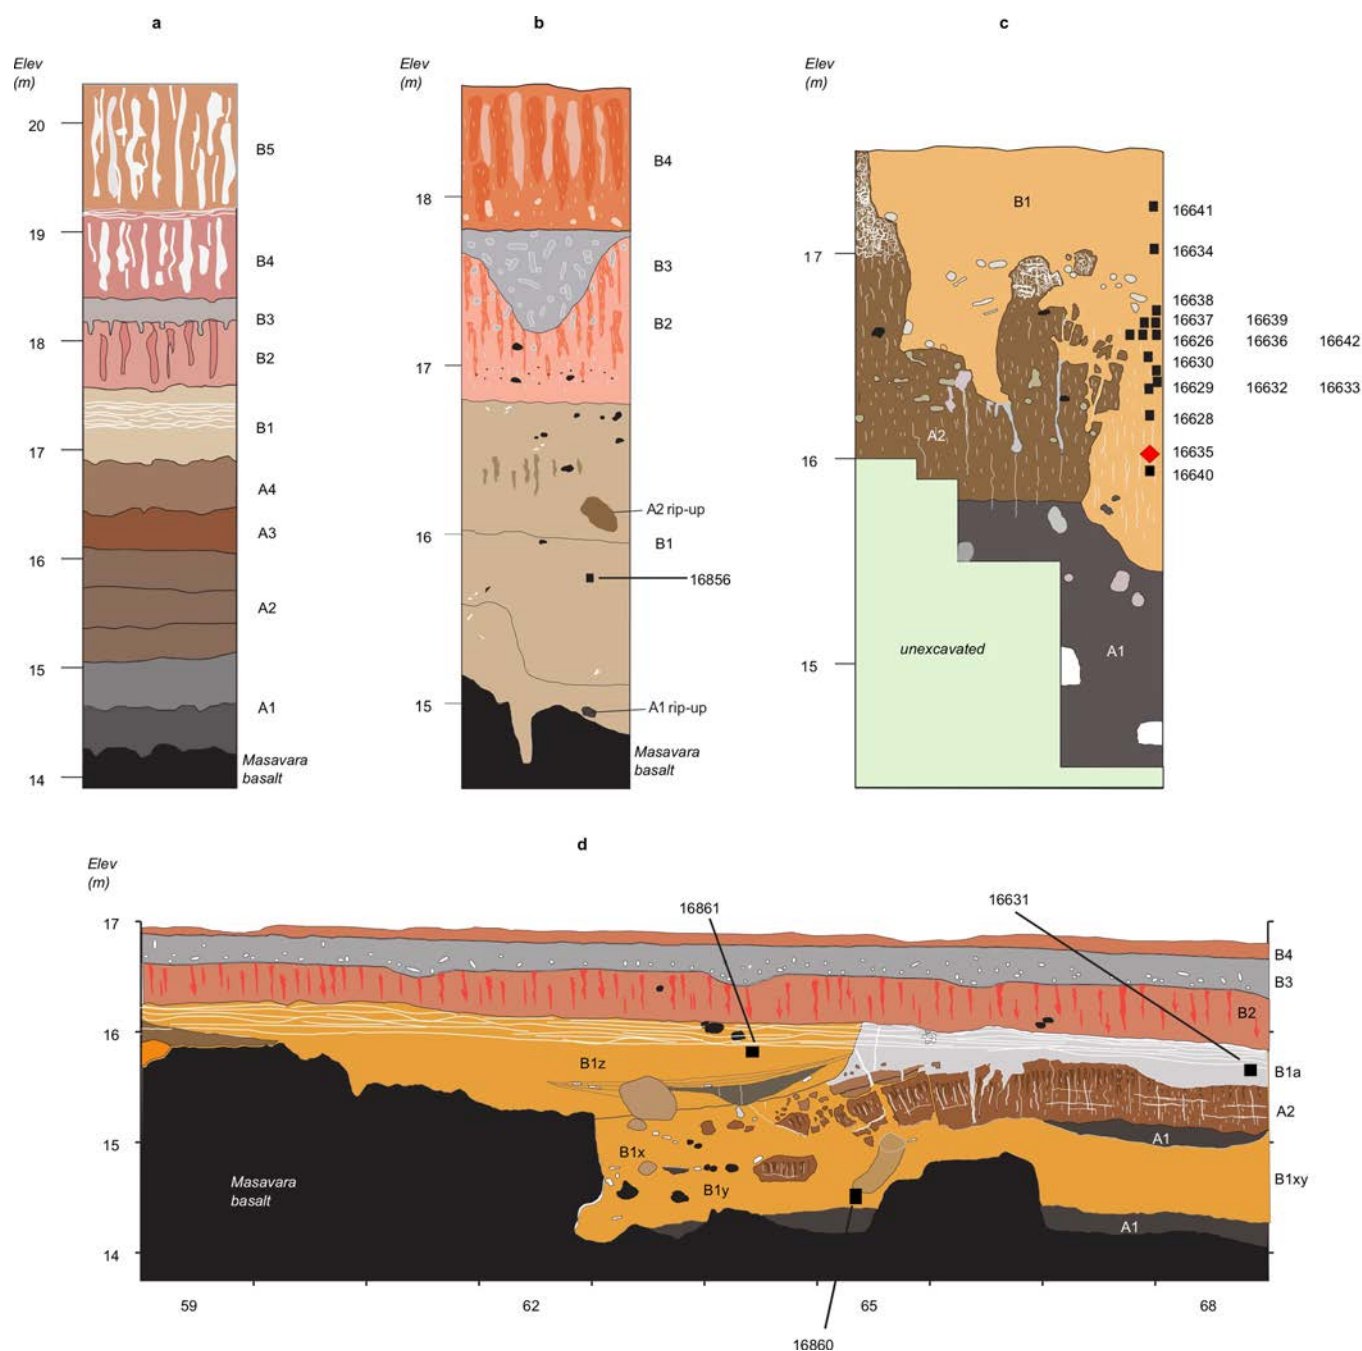 a
Elev
(m)
20
B5
19
B4
18
B3
B2
B1
17
A4
A3
16
A2
15
A1
14
Masavara
basalt
b
Elev
(m)
B4
18
B3
B2
17
A2 rip-up
16
B1
16856
15
A1 rip-up
Masavara
basalt
c
Elev
(m)
B1
16641
17
16634
16638
16637 16639
16626 16636 16642
16630
16629 16632 16633
16628
A2
16
16635
16640
unexcavated
A1
15
d
Elev
(m)
16861
16631
17
B4
B3
B2
16
B1z
B1a
A2
A1
15
B1x
B1y
B1xy
Masavara
basalt
A1
14
59 62 65 68
16860